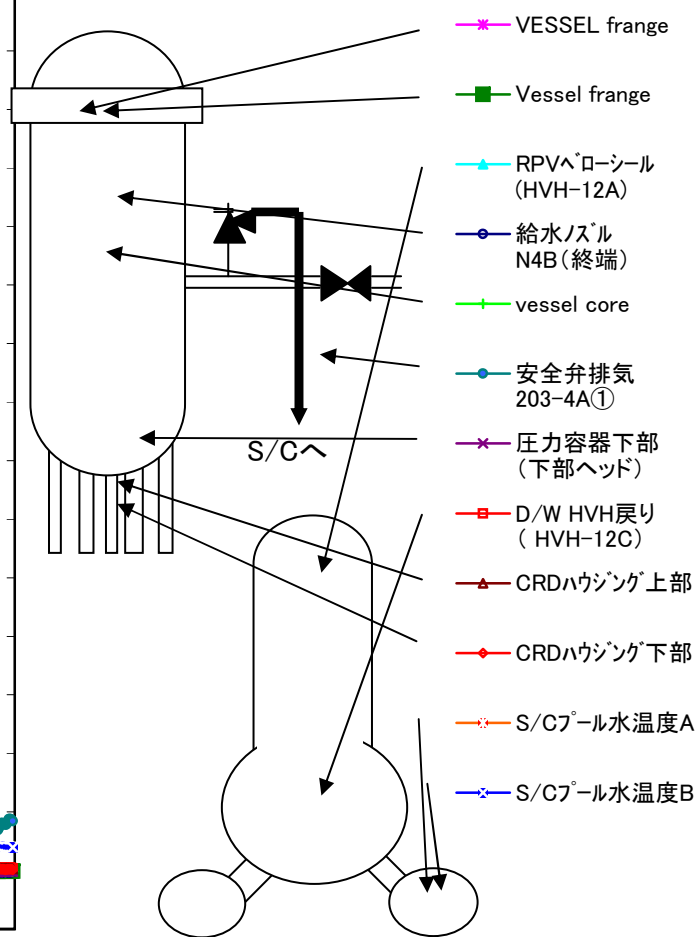 VESSEL frange
Vessel frange
RPVベローシール
(HVH-12A)
給水ノズル
N4B(終端)
vessel core
安全弁排気
203-4A①
圧力容器下部
(下部ヘッド)
D/W HVH戻り
( HVH-12C)
CRDハウジング上部
CRDハウジング下部
S/Cプール水温度A
S/Cプール水温度B
S/Cへ